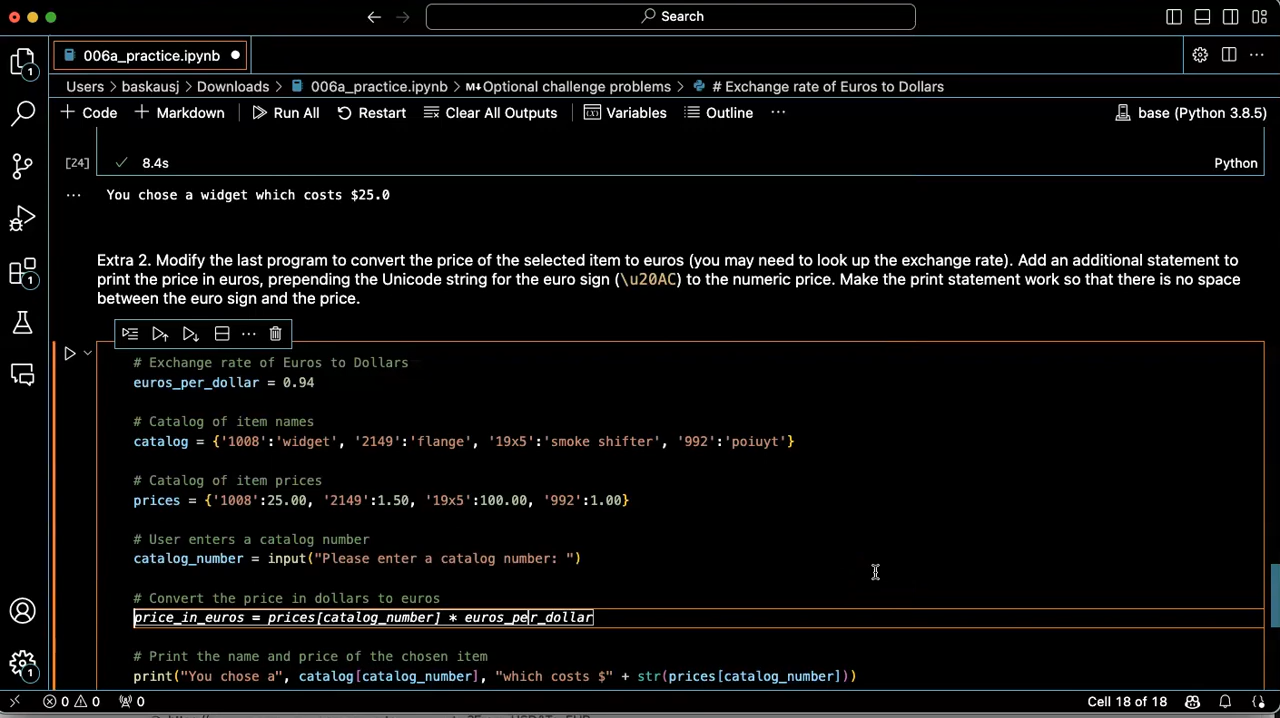 Search
006a_practice.ipynb
Users > baskausj > Downloads > 006a_practice.ipynb > M↓Optional challenge problems > # Exchange rate of Euros to Dollars
+ Code + Markdown Run All Restart Clear All Outputs Variables Outline ... base (Python 3.8.5)
[24] ✓ 8.4s Python
... You chose a widget which costs $25.0
Extra 2. Modify the last program to convert the price of the selected item to euros (you may need to look up the exchange rate). Add an additional statement to
print the price in euros, prepending the Unicode string for the euro sign (\u20AC) to the numeric price. Make the print statement work so that there is no space
between the euro sign and the price.
# Exchange rate of Euros to Dollars
euros_per_dollar = 0.94
# Catalog of item names
catalog = {'1008':'widget', '2149':'flange', '19x5':'smoke shifter', '992':'poiuyt'}
# Catalog of item prices
prices = {'1008':25.00, '2149':1.50, '19x5':100.00, '992':1.00}
# User enters a catalog number
catalog_number = input("Please enter a catalog number: ")
# Convert the price in dollars to euros
price_in_euros = prices[catalog_number] * euros_per_dollar
# Print the name and price of the chosen item
print("You chose a", catalog[catalog_number], "which costs $" + str(prices[catalog_number]))
0 0 0 Cell 18 of 18
1
1
1